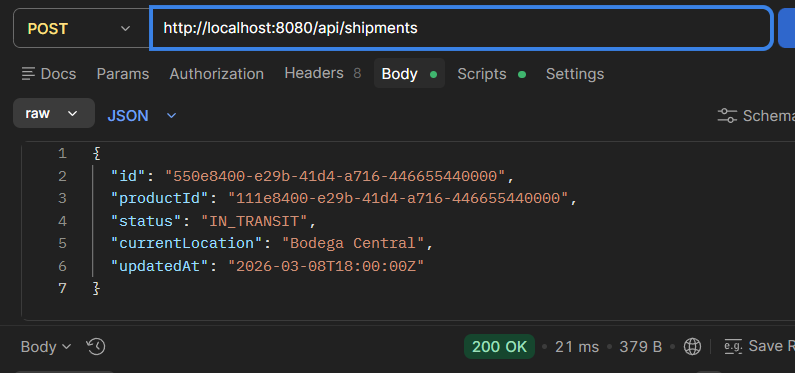 POST http://localhost:8080/api/shipments
Docs Params Authorization Headers 8 Body Scripts Settings
raw JSON Schema
1 {
2 "id": "550e8400-e29b-41d4-a716-446655440000",
3 "productId": "111e8400-e29b-41d4-a716-446655440000",
4 "status": "IN_TRANSIT",
5 "currentLocation": "Bodega Central",
6 "updatedAt": "2026-03-08T18:00:00Z"
7 }
Body 200 OK • 21 ms • 379 B • e.g. Save R